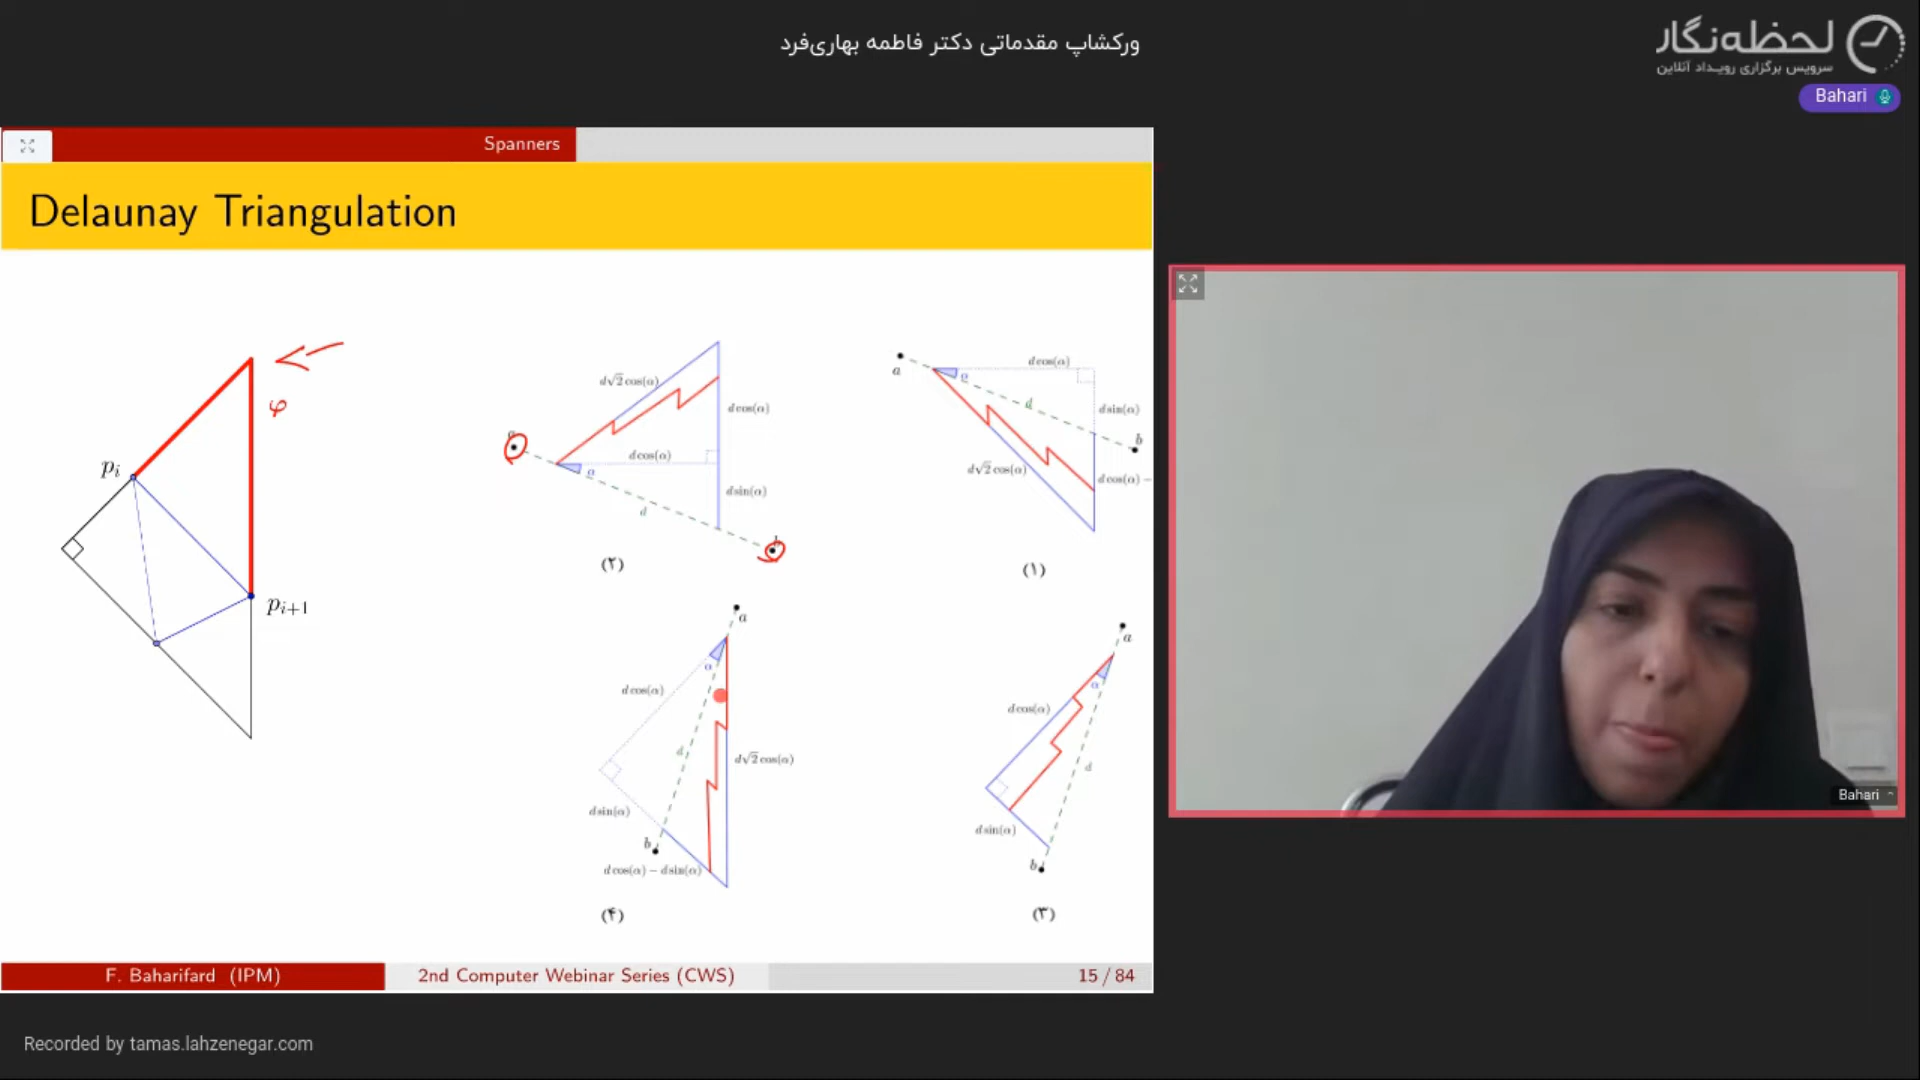 ورکشاپ مقدماتی دکتر فاطمه بهاری‌فرد
لحظه‌نگار
سرویس برگزاری رویداد آنلاین
Bahari
Spanners
Delaunay Triangulation
φ
p_i
p_{i+1}
d√2 cos(α)
d cos(α)
d cos(α)
α
d sin(α)
d
(۲)
a
d cos(α)
α
d
d sin(α)
b
d√2 cos(α)
d cos(α) −
(۱)
a
α
d cos(α)
d
d√2 cos(α)
d sin(α)
b
d cos(α) − d sin(α)
(۴)
a
α
d cos(α)
d
d sin(α)
b
(۳)
F. Baharifard (IPM)
2nd Computer Webinar Series (CWS)
15 / 84
Bahari
Recorded by tamas.lahzenegar.com